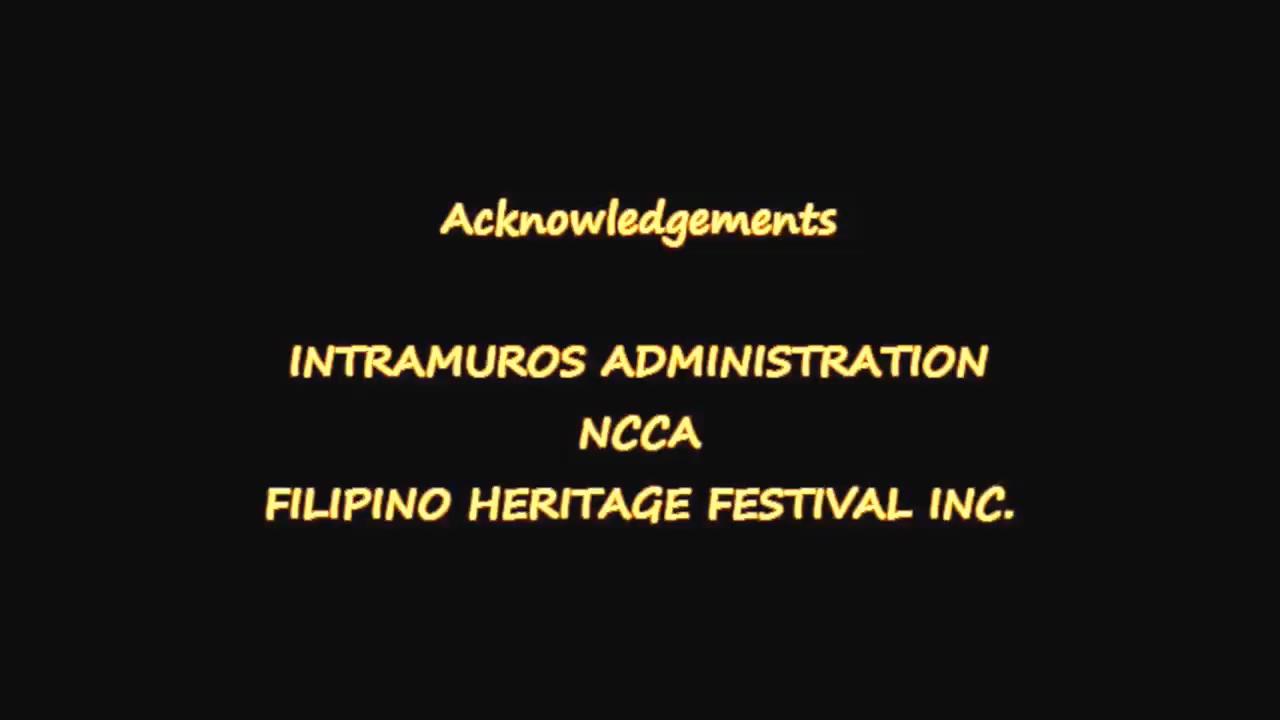 Acknowledgements
INTRAMUROS ADMINISTRATION
NCCA
FILIPINO HERITAGE FESTIVAL INC.